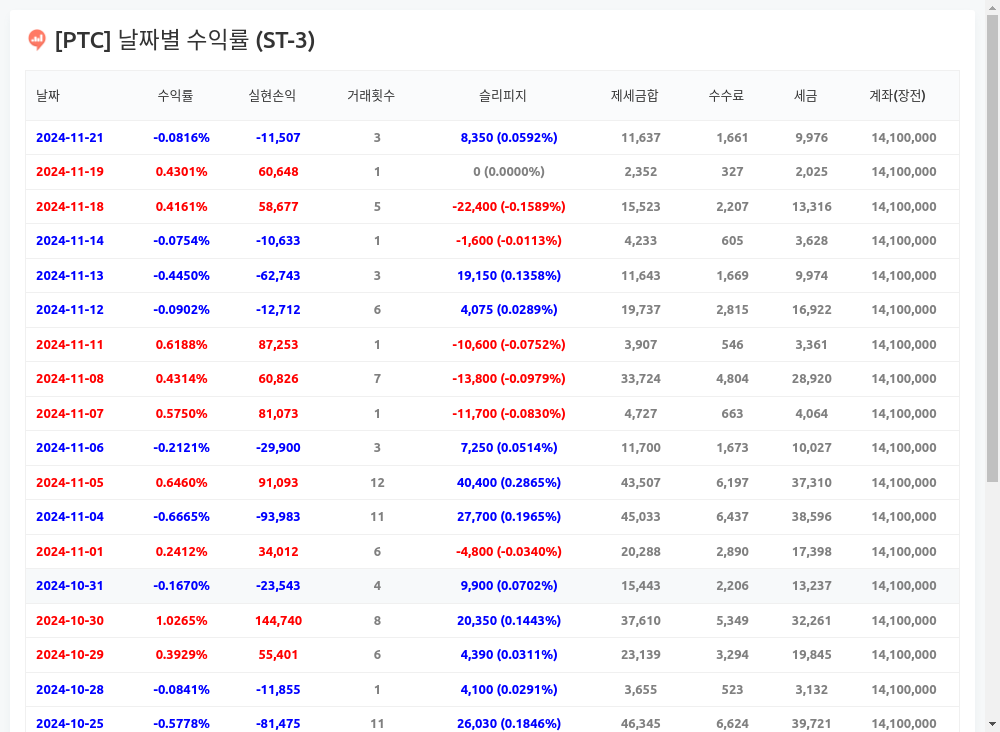 [PTC] 날짜별 수익률 (ST-3)
날짜 수익률 실현손익 거래횟수 슬리피지 제세금합 수수료 세금 계좌(장전)
2024-11-21 -0.0816% -11,507 3 8,350 (0.0592%) 11,637 1,661 9,976 14,100,000
2024-11-19 0.4301% 60,648 1 0 (0.0000%) 2,352 327 2,025 14,100,000
2024-11-18 0.4161% 58,677 5 -22,400 (-0.1589%) 15,523 2,207 13,316 14,100,000
2024-11-14 -0.0754% -10,633 1 -1,600 (-0.0113%) 4,233 605 3,628 14,100,000
2024-11-13 -0.4450% -62,743 3 19,150 (0.1358%) 11,643 1,669 9,974 14,100,000
2024-11-12 -0.0902% -12,712 6 4,075 (0.0289%) 19,737 2,815 16,922 14,100,000
2024-11-11 0.6188% 87,253 1 -10,600 (-0.0752%) 3,907 546 3,361 14,100,000
2024-11-08 0.4314% 60,826 7 -13,800 (-0.0979%) 33,724 4,804 28,920 14,100,000
2024-11-07 0.5750% 81,073 1 -11,700 (-0.0830%) 4,727 663 4,064 14,100,000
2024-11-06 -0.2121% -29,900 3 7,250 (0.0514%) 11,700 1,673 10,027 14,100,000
2024-11-05 0.6460% 91,093 12 40,400 (0.2865%) 43,507 6,197 37,310 14,100,000
2024-11-04 -0.6665% -93,983 11 27,700 (0.1965%) 45,033 6,437 38,596 14,100,000
2024-11-01 0.2412% 34,012 6 -4,800 (-0.0340%) 20,288 2,890 17,398 14,100,000
2024-10-31 -0.1670% -23,543 4 9,900 (0.0702%) 15,443 2,206 13,237 14,100,000
2024-10-30 1.0265% 144,740 8 20,350 (0.1443%) 37,610 5,349 32,261 14,100,000
2024-10-29 0.3929% 55,401 6 4,390 (0.0311%) 23,139 3,294 19,845 14,100,000
2024-10-28 -0.0841% -11,855 1 4,100 (0.0291%) 3,655 523 3,132 14,100,000
2024-10-25 -0.5778% -81,475 11 26,030 (0.1846%) 46,345 6,624 39,721 14,100,000